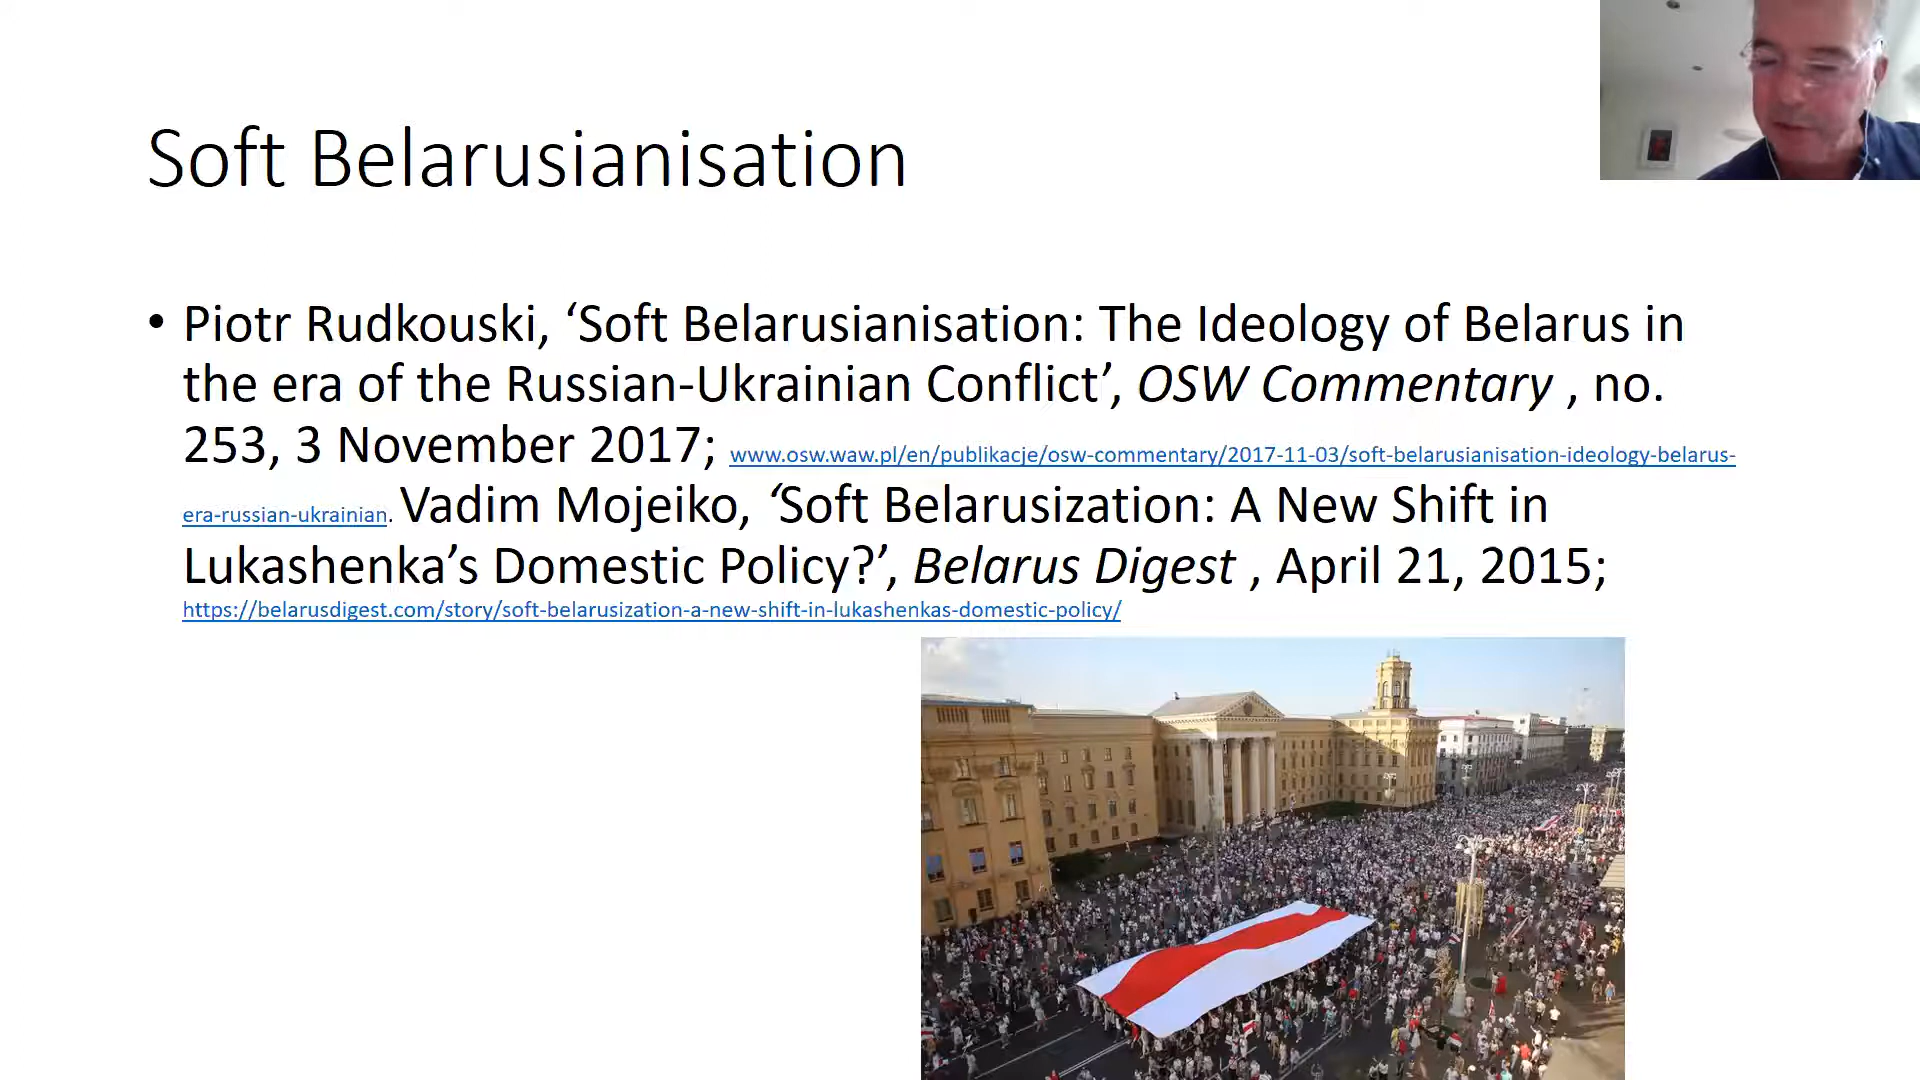 Soft Belarusianisation
• Piotr Rudkouski, ‘Soft Belarusianisation: The Ideology of Belarus in
the era of the Russian-Ukrainian Conflict’, OSW Commentary , no.
253, 3 November 2017; www.osw.waw.pl/en/publikacje/osw-commentary/2017-11-03/soft-belarusianisation-ideology-belarus-
era-russian-ukrainian. Vadim Mojeiko, ‘Soft Belarusization: A New Shift in
Lukashenka’s Domestic Policy?’, Belarus Digest , April 21, 2015;
https://belarusdigest.com/story/soft-belarusization-a-new-shift-in-lukashenkas-domestic-policy/